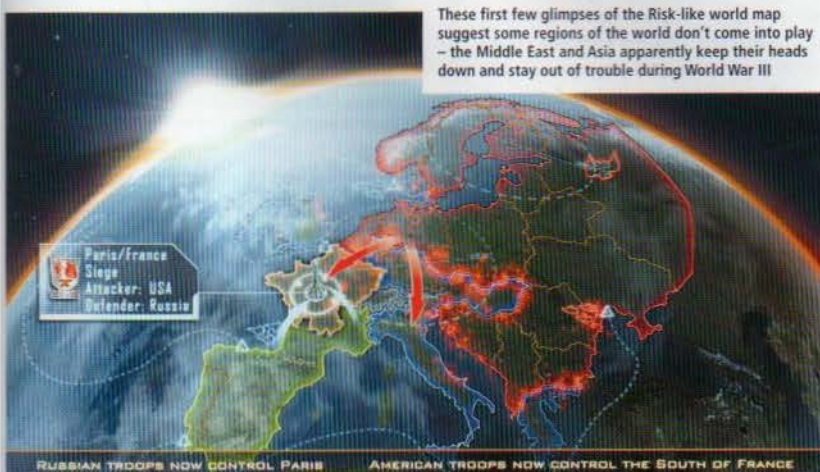 These first few glimpses of the Risk-like world map
suggest some regions of the world don't come into play
– the Middle East and Asia apparently keep their heads
down and stay out of trouble during World War III
Paris/France
Siege
Attacker: USA
Defender: Russia
RUSSIAN TROOPS NOW CONTROL PARIS AMERICAN TROOPS NOW CONTROL THE SOUTH OF FRANCE